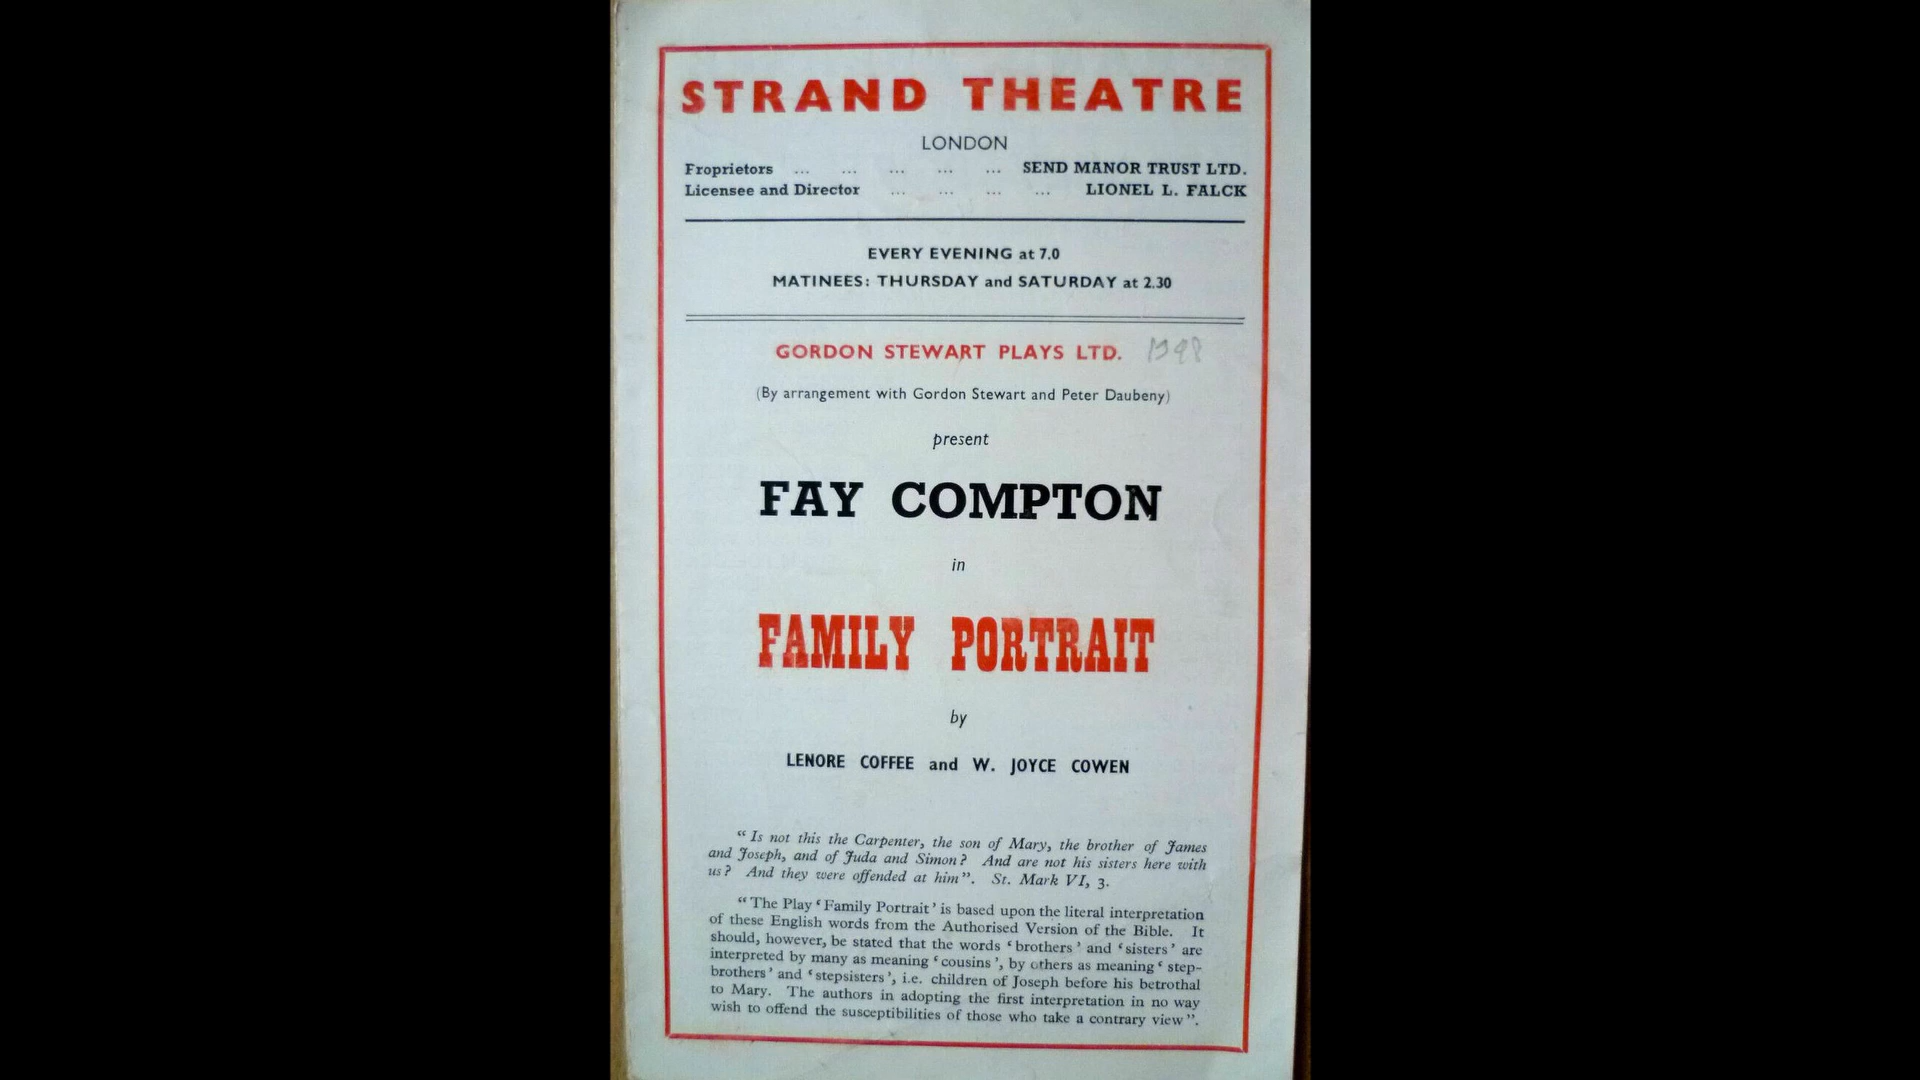 STRAND THEATRE
LONDON
Froprietors ... ... ... ... ... SEND MANOR TRUST LTD.
Licensee and Director ... ... ... ... LIONEL L. FALCK
EVERY EVENING at 7.0
MATINEES: THURSDAY and SATURDAY at 2.30
GORDON STEWART PLAYS LTD. 1948
(By arrangement with Gordon Stewart and Peter Daubeny)
present
FAY COMPTON
in
FAMILY PORTRAIT
by
LENORE COFFEE and W. JOYCE COWEN
“ Is not this the Carpenter, the son of Mary, the brother of James
and Joseph, and of Juda and Simon? And are not his sisters here with
us? And they were offended at him”. St. Mark VI, 3.
“ The Play ‘ Family Portrait ’ is based upon the literal interpretation
of these English words from the Authorised Version of the Bible. It
should, however, be stated that the words ‘ brothers ’ and ‘ sisters ’ are
interpreted by many as meaning ‘ cousins ’, by others as meaning ‘ step-
brothers ’ and ‘ stepsisters ’, i.e. children of Joseph before his betrothal
to Mary. The authors in adopting the first interpretation in no way
wish to offend the susceptibilities of those who take a contrary view ”.